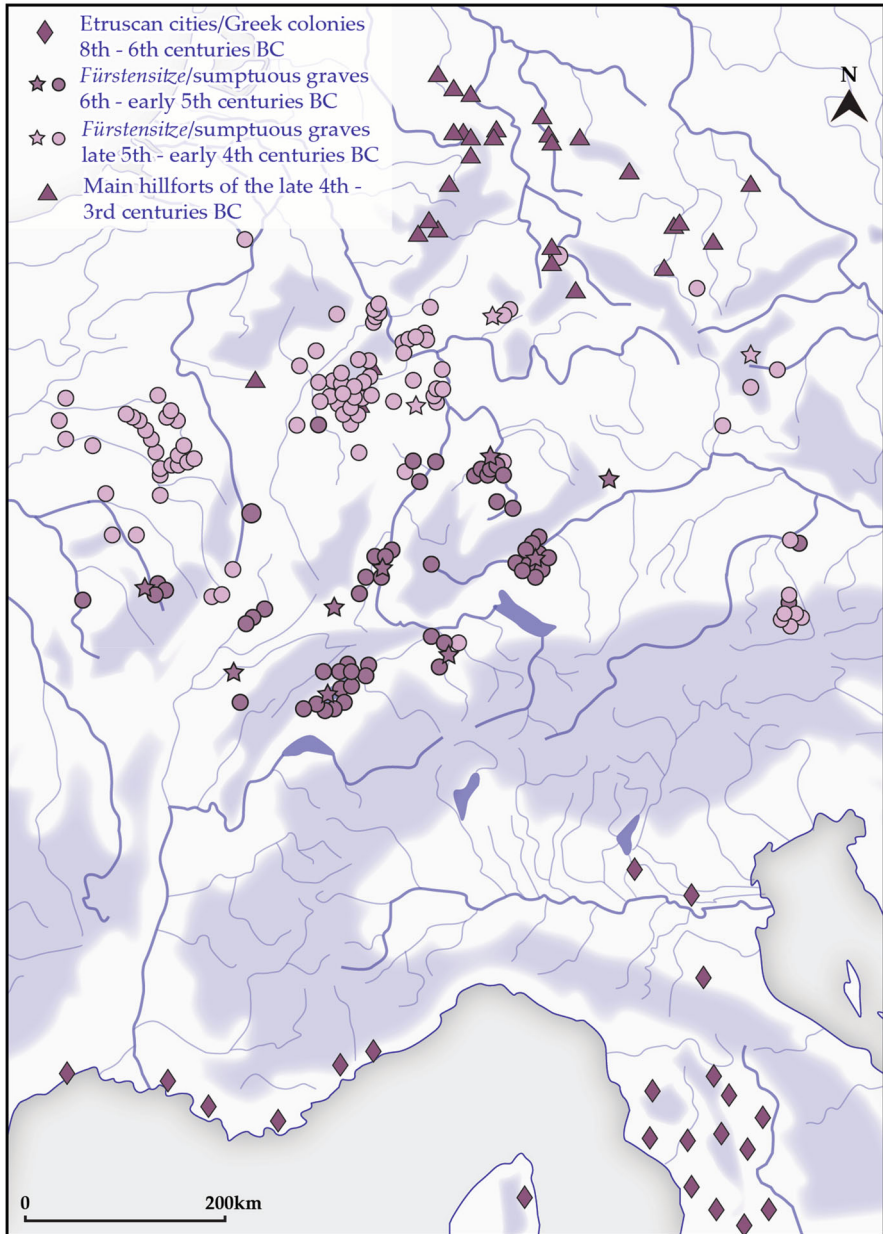 Etruscan cities/Greek colonies
8th - 6th centuries BC
Fürstensitze/sumptuous graves
6th - early 5th centuries BC
Fürstensitze/sumptuous graves
late 5th - early 4th centuries BC
Main hillforts of the late 4th -
3rd centuries BC
N
0 200km